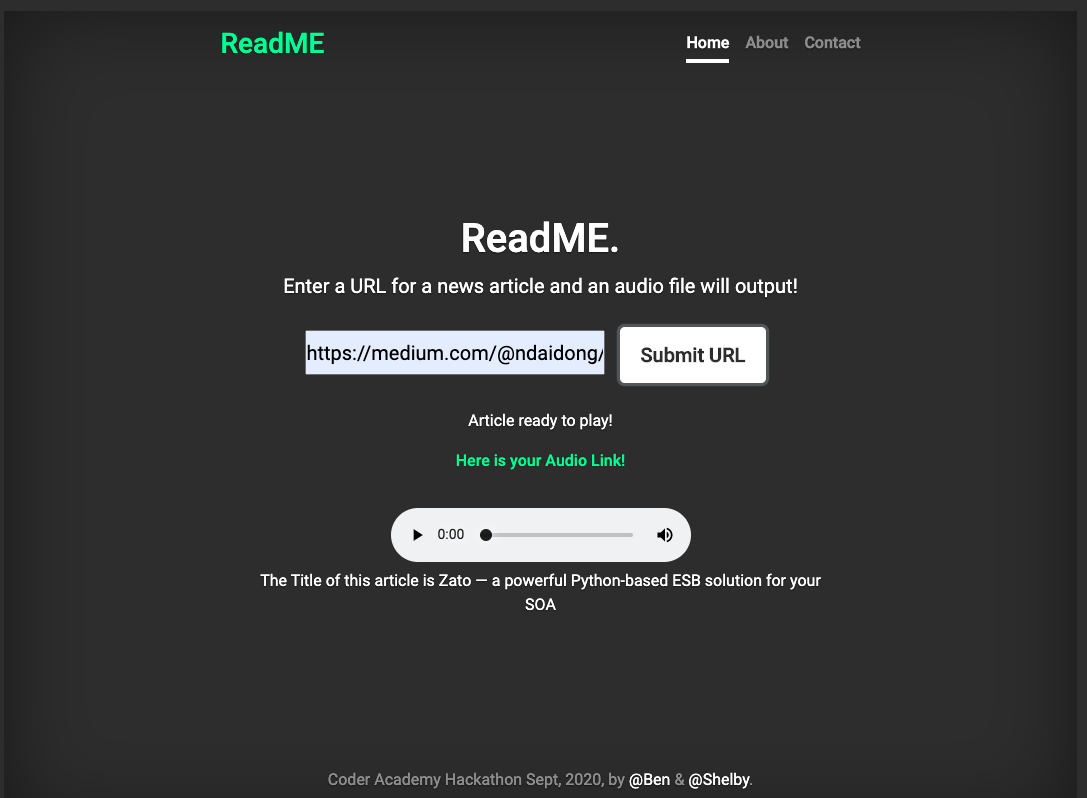 ReadME
Home About Contact
ReadME.
Enter a URL for a news article and an audio file will output!
https://medium.com/@ndaidong/
Submit URL
Article ready to play!
Here is your Audio Link!
0:00
The Title of this article is Zato — a powerful Python-based ESB solution for your
SOA
Coder Academy Hackathon Sept, 2020, by @Ben & @Shelby.